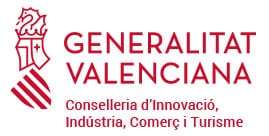 GENERALITAT
VALENCIANA
Conselleria d'Innovació,
Indústria, Comerç i Turisme